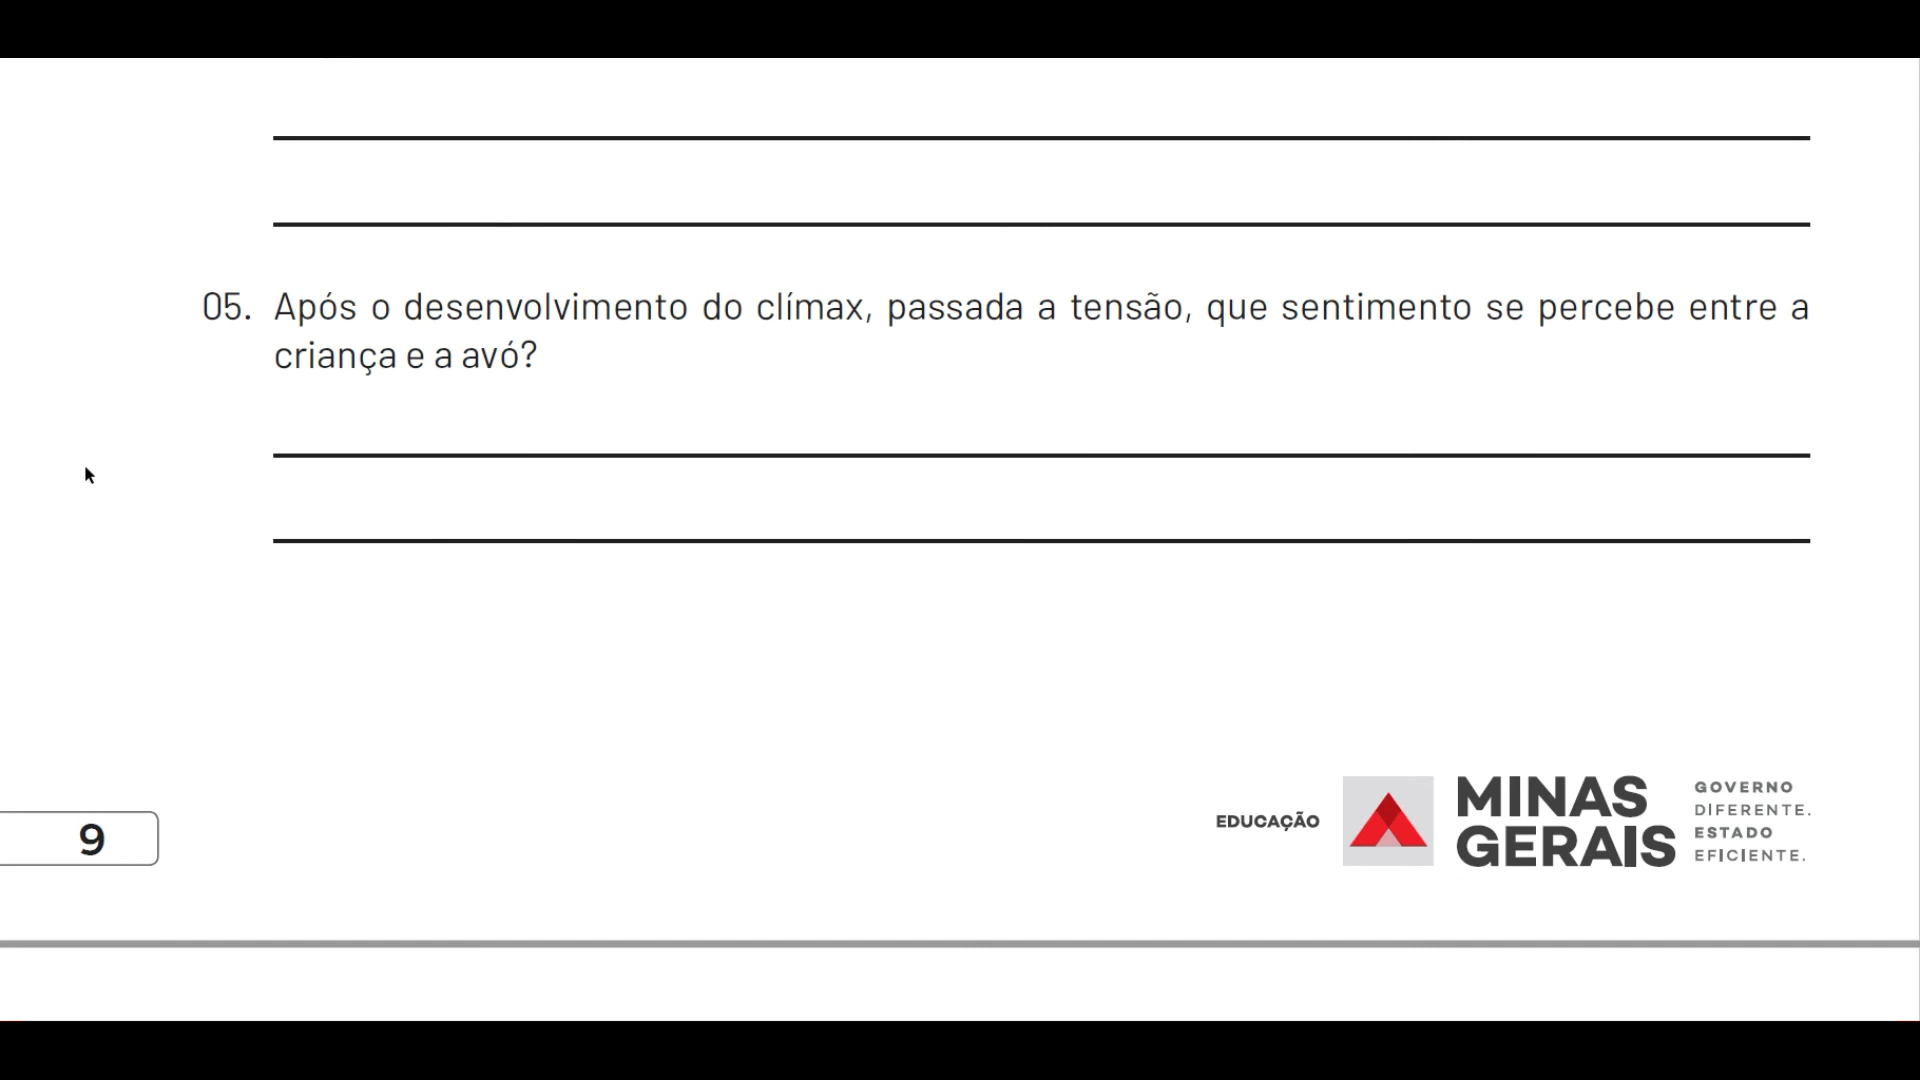 05. Após o desenvolvimento do clímax, passada a tensão, que sentimento se percebe entre a
criança e a avó?
9
EDUCAÇÃO
MINAS
GERAIS
GOVERNO
DIFERENTE.
ESTADO
EFICIENTE.